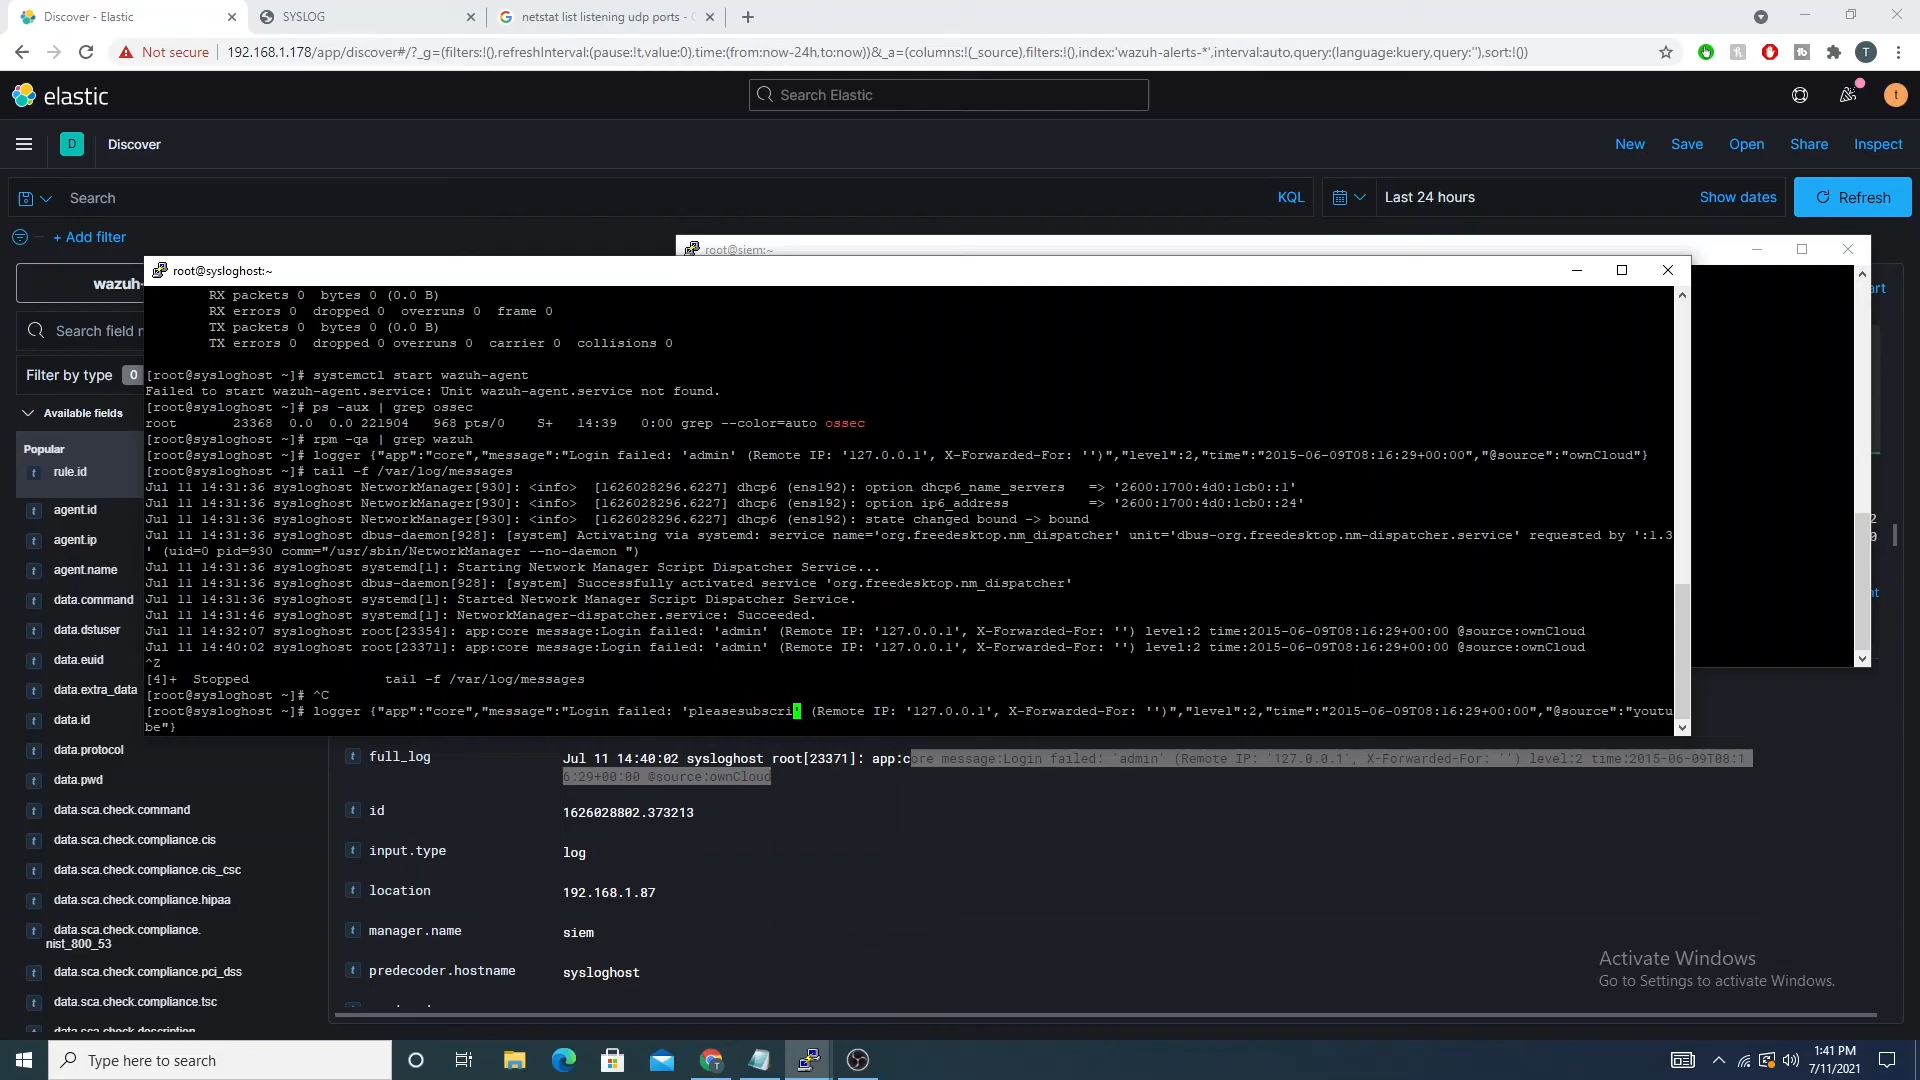 Discover - Elastic
SYSLOG
netstat list listening udp ports -
Not secure
192.168.1.178/app/discover#/?_g=(filters:!(),refreshInterval:(pause:!t,value:0),time:(from:now-24h,to:now))&_a=(columns:!(_source),filters:!(),index:'wazuh-alerts-*',interval:auto,query:(language:kuery,query:''),sort:!())
T
elastic
Search Elastic
t
D
Discover
New
Save
Open
Share
Inspect
Search
KQL
Last 24 hours
Show dates
Refresh
+ Add filter
root@siem:~
root@sysloghost:~
wazuh-
Search field
Filter by type 0
Available fields
Popular
t rule.id
t agent.id
t agent.ip
t agent.name
t data.command
t data.dstuser
t data.euid
t data.extra_data
t data.id
t data.protocol
t data.pwd
t data.sca.check.command
t data.sca.check.compliance.cis
t data.sca.check.compliance.cis_csc
t data.sca.check.compliance.hipaa
t data.sca.check.compliance.
nist_800_53
t data.sca.check.compliance.pci_dss
t data.sca.check.compliance.tsc
t data.sca.check.description
RX packets 0  bytes 0 (0.0 B)
RX errors 0  dropped 0  overruns 0  frame 0
TX packets 0  bytes 0 (0.0 B)
TX errors 0  dropped 0 overruns 0  carrier 0  collisions 0
[root@sysloghost ~]# systemctl start wazuh-agent
Failed to start wazuh-agent.service: Unit wazuh-agent.service not found.
[root@sysloghost ~]# ps -aux | grep ossec
root     23368  0.0  0.0 221904   968 pts/0    S+   14:39   0:00 grep --color=auto ossec
[root@sysloghost ~]# rpm -qa | grep wazuh
[root@sysloghost ~]# logger {"app":"core","message":"Login failed: 'admin' (Remote IP: '127.0.0.1', X-Forwarded-For: '')","level":2,"time":"2015-06-09T08:16:29+00:00","@source":"ownCloud"}
[root@sysloghost ~]# tail -f /var/log/messages
Jul 11 14:31:36 sysloghost NetworkManager[930]: <info>  [1626028296.6227] dhcp6 (ens192): option dhcp6_name_servers   => '2600:1700:4d0:1cb0::1'
Jul 11 14:31:36 sysloghost NetworkManager[930]: <info>  [1626028296.6227] dhcp6 (ens192): option ip6_address          => '2600:1700:4d0:1cb0::24'
Jul 11 14:31:36 sysloghost NetworkManager[930]: <info>  [1626028296.6227] dhcp6 (ens192): state changed bound -> bound
Jul 11 14:31:36 sysloghost dbus-daemon[928]: [system] Activating via systemd: service name='org.freedesktop.nm_dispatcher' unit='dbus-org.freedesktop.nm-dispatcher.service' requested by ':1.3
' (uid=0 pid=930 comm="/usr/sbin/NetworkManager --no-daemon ")
Jul 11 14:31:36 sysloghost systemd[1]: Starting Network Manager Script Dispatcher Service...
Jul 11 14:31:36 sysloghost dbus-daemon[928]: [system] Successfully activated service 'org.freedesktop.nm_dispatcher'
Jul 11 14:31:36 sysloghost systemd[1]: Started Network Manager Script Dispatcher Service.
Jul 11 14:31:46 sysloghost systemd[1]: NetworkManager-dispatcher.service: Succeeded.
Jul 11 14:32:07 sysloghost root[23354]: app:core message:Login failed: 'admin' (Remote IP: '127.0.0.1', X-Forwarded-For: '') level:2 time:2015-06-09T08:16:29+00:00 @source:ownCloud
Jul 11 14:40:02 sysloghost root[23371]: app:core message:Login failed: 'admin' (Remote IP: '127.0.0.1', X-Forwarded-For: '') level:2 time:2015-06-09T08:16:29+00:00 @source:ownCloud
^Z
[4]+  Stopped                 tail -f /var/log/messages
[root@sysloghost ~]# ^C
[root@sysloghost ~]# logger {"app":"core","message":"Login failed: 'pleasesubscri' (Remote IP: '127.0.0.1', X-Forwarded-For: '')","level":2,"time":"2015-06-09T08:16:29+00:00","@source":"youtu
be"}
t full_log
Jul 11 14:40:02 sysloghost root[23371]: app:core message:Login failed: 'admin' (Remote IP: '127.0.0.1', X-Forwarded-For: '') level:2 time:2015-06-09T08:1
6:29+00:00 @source:ownCloud
t id
1626028802.373213
t input.type
log
t location
192.168.1.87
t manager.name
siem
t predecoder.hostname
sysloghost
Activate Windows
Go to Settings to activate Windows.
Type here to search
1:41 PM
7/11/2021